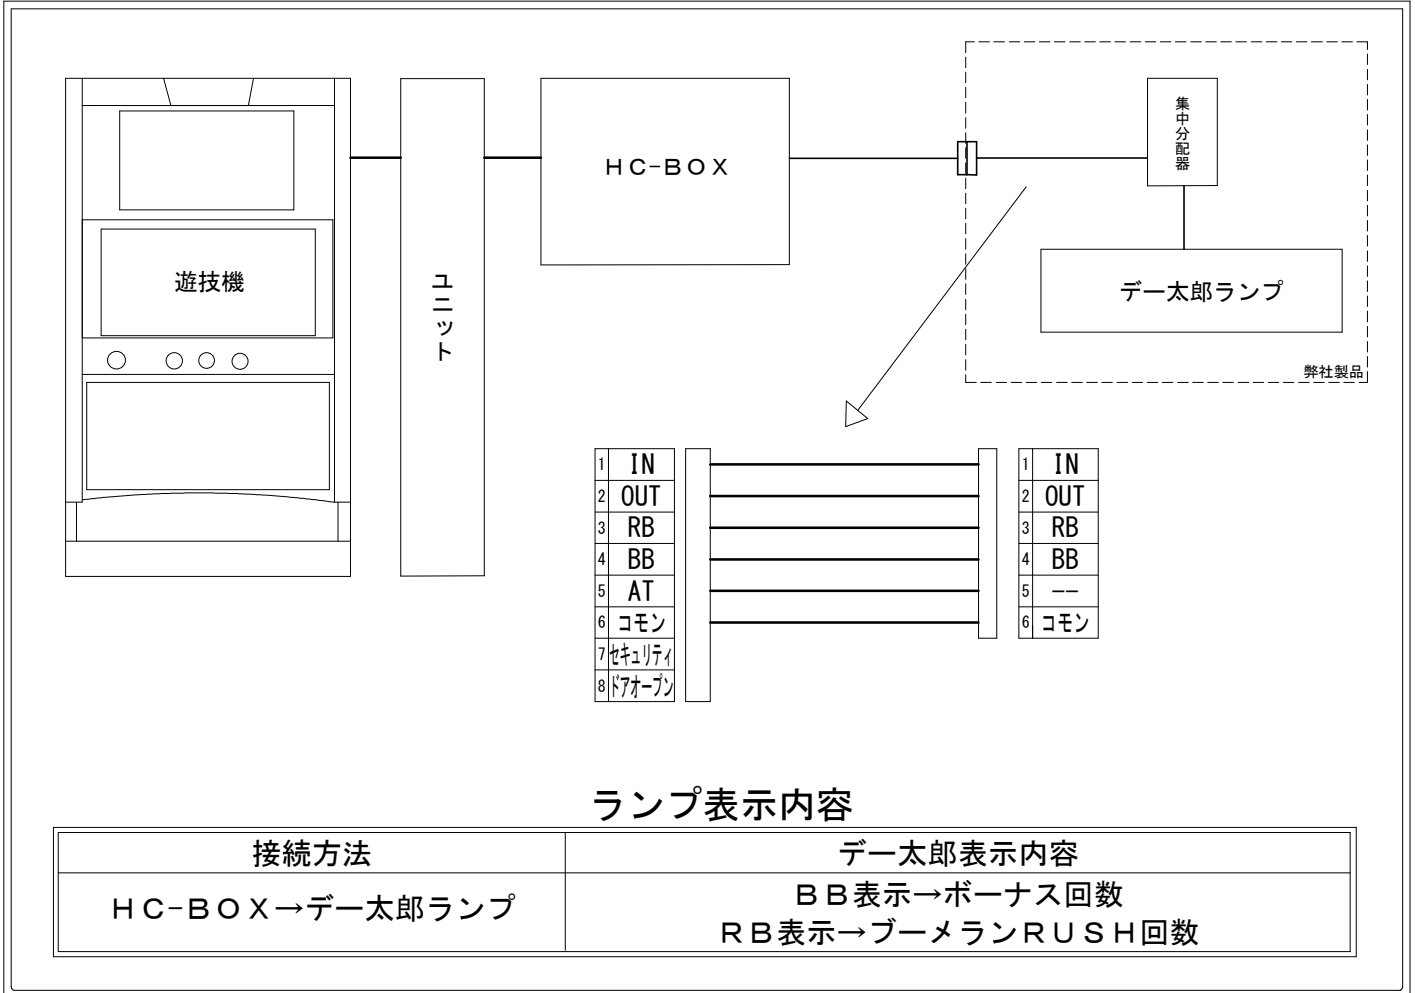 遊技機
ユニット
HC-BOX
集中分配器
デー太郎ランプ
弊社製品
1 IN
2 OUT
3 RB
4 BB
5 AT
6 コモン
7 セキュリティ
8 ドアオープン
1 IN
2 OUT
3 RB
4 BB
5 --
6 コモン
ランプ表示内容
接続方法 デー太郎表示内容
HC-BOX→デー太郎ランプ
BB表示→ボーナス回数
RB表示→ブーメランRUSH回数